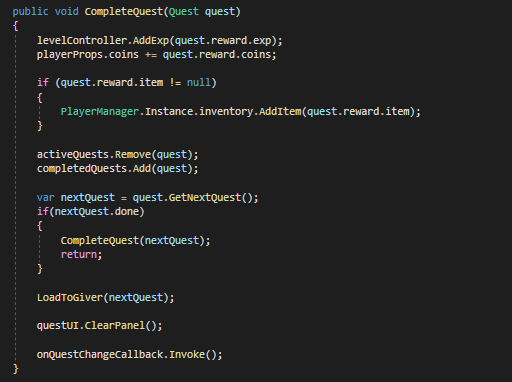 public void CompleteQuest(Quest quest)
{
levelController.AddExp(quest.reward.exp);
playerProps.coins += quest.reward.coins;
if (quest.reward.item != null)
{
PlayerManager.Instance.inventory.AddItem(quest.reward.item);
}
activeQuests.Remove(quest);
completedQuests.Add(quest);
var nextQuest = quest.GetNextQuest();
if(nextQuest.done)
{
CompleteQuest(nextQuest);
return;
}
LoadToGiver(nextQuest);
questUI.ClearPanel();
onQuestChangeCallback.Invoke();
}